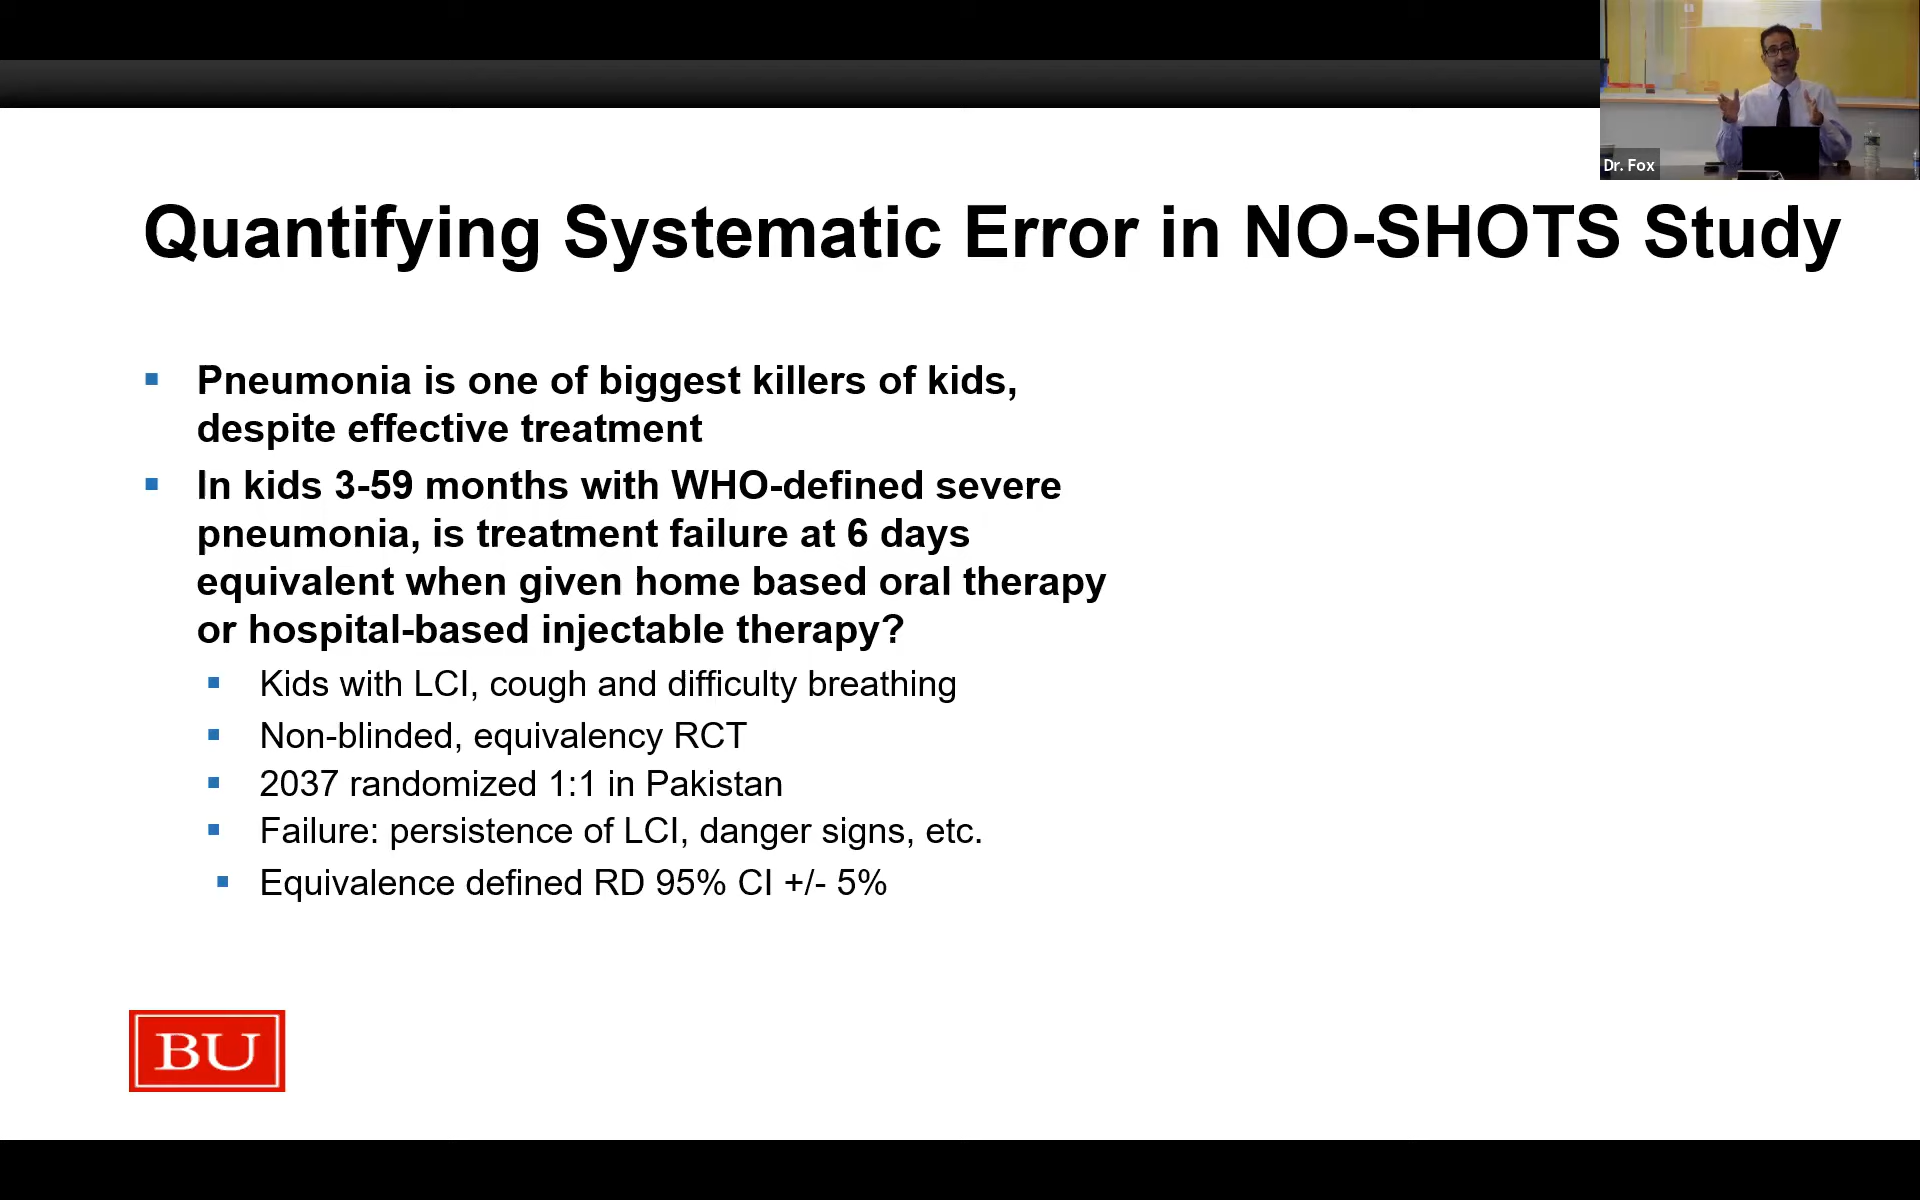 Dr. Fox
Quantifying Systematic Error in NO-SHOTS Study
Pneumonia is one of biggest killers of kids,
despite effective treatment
In kids 3-59 months with WHO-defined severe
pneumonia, is treatment failure at 6 days
equivalent when given home based oral therapy
or hospital-based injectable therapy?
Kids with LCI, cough and difficulty breathing
Non-blinded, equivalency RCT
2037 randomized 1:1 in Pakistan
Failure: persistence of LCI, danger signs, etc.
Equivalence defined RD 95% CI +/- 5%
BU